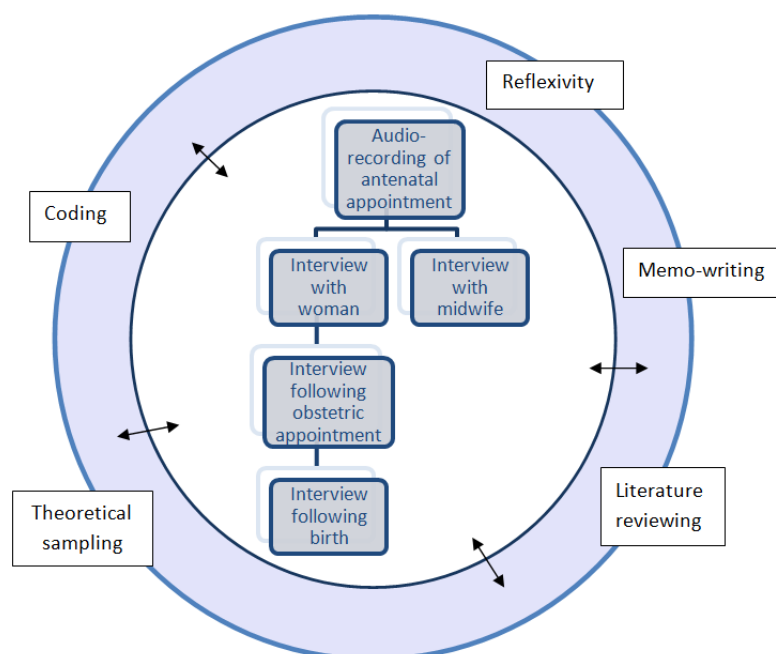 Reflexivity
Audio-
recording of
antenatal
appointment
Coding
Interview
with
woman
Interview
with
midwife
Memo-writing
Interview
following
obstetric
appointment
Theoretical
sampling
Interview
following
birth
Literature
reviewing